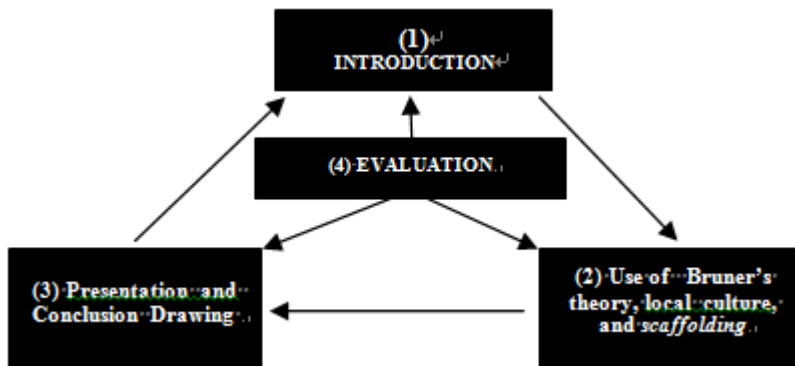 (1)
INTRODUCTION
(4) EVALUATION.
(3) Presentation and
Conclusion Drawing.
(2) Use of Bruner's
theory, local culture,
and scaffolding.